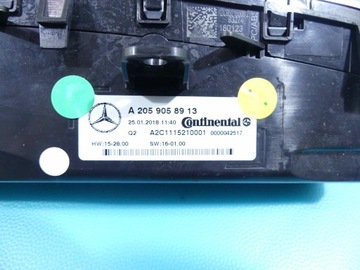 160123
A 205 905 89 13
25.01.2018 11:40 Continental
G2 A2C1115210001 0000042517
HW:15-26.00 SW:16-01.00